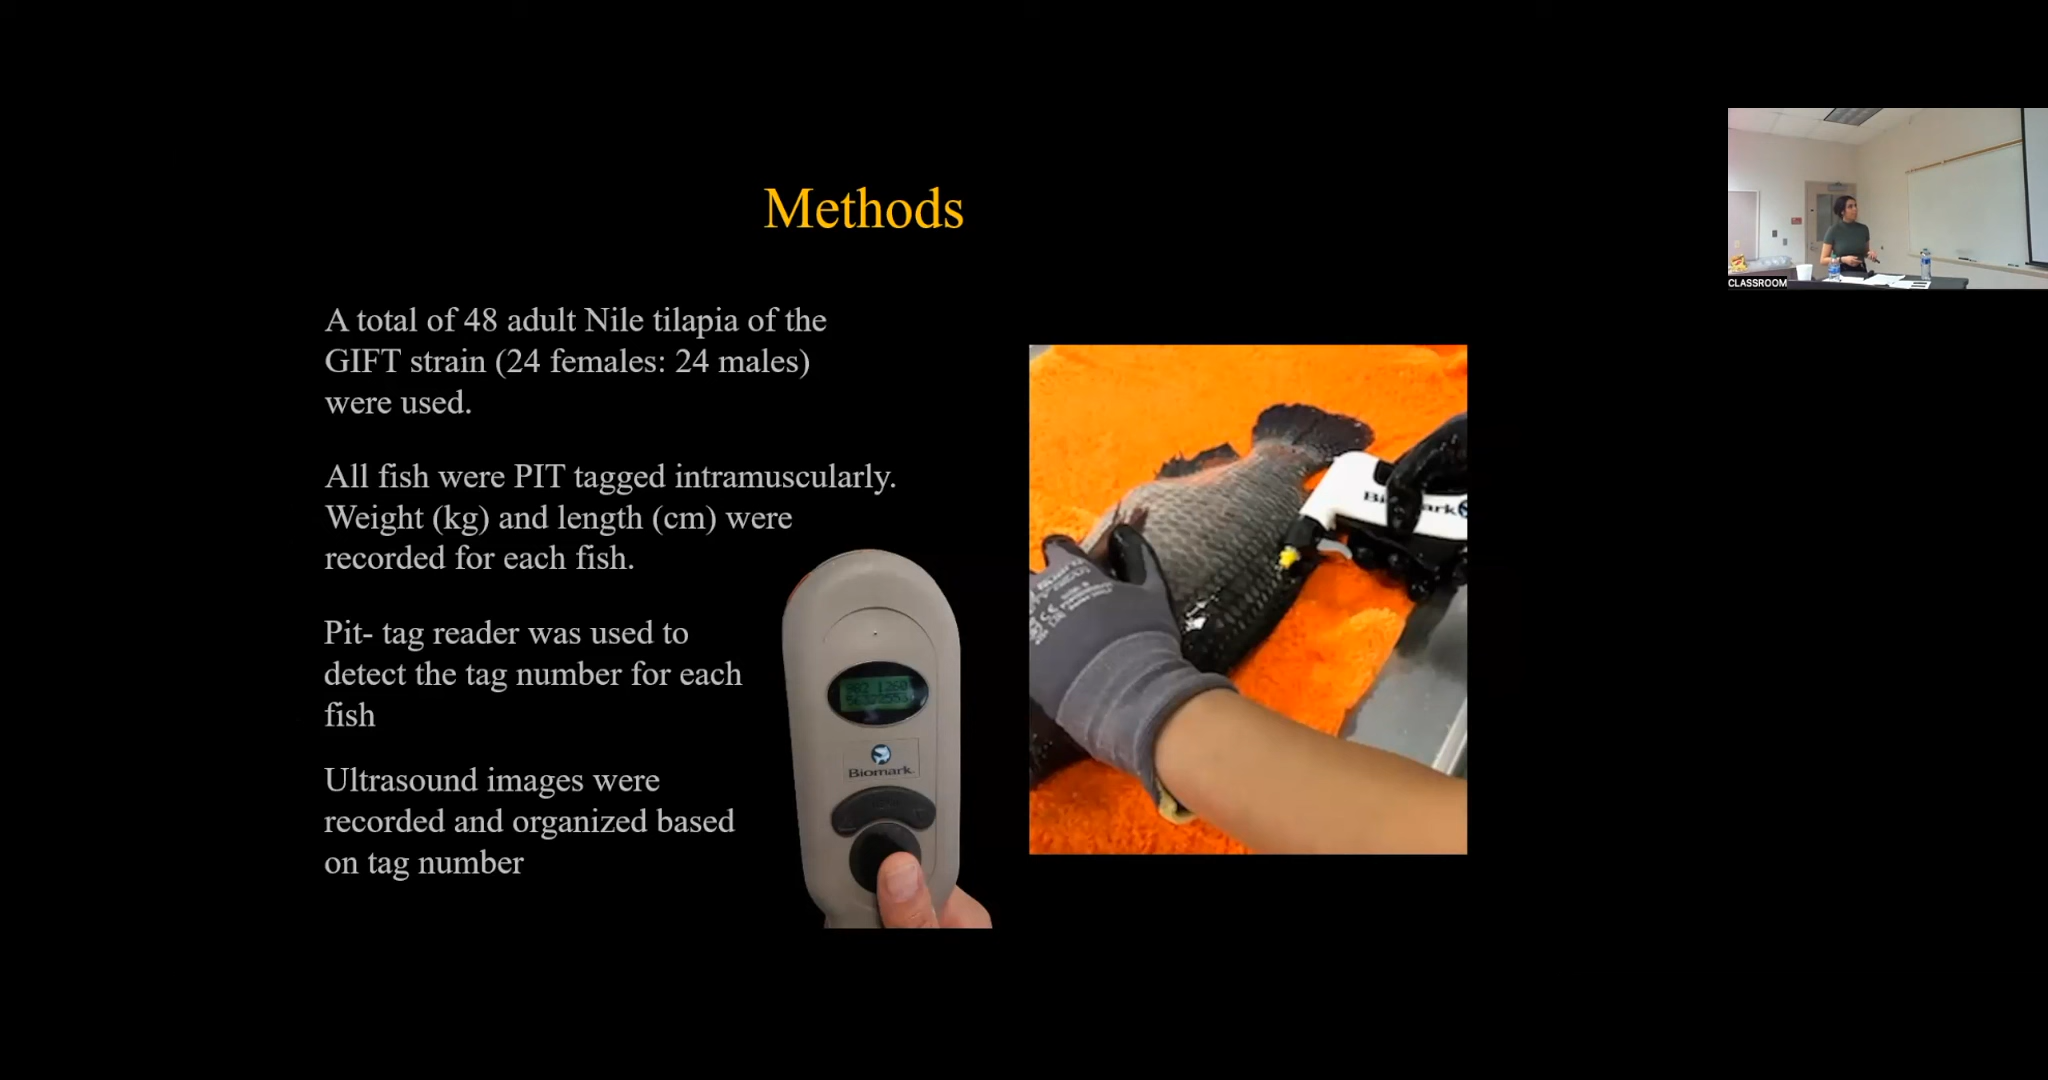 Methods
A total of 48 adult Nile tilapia of the
GIFT strain (24 females: 24 males)
were used.
All fish were PIT tagged intramuscularly.
Weight (kg) and length (cm) were
recorded for each fish.
Pit- tag reader was used to
detect the tag number for each
fish
Ultrasound images were
recorded and organized based
on tag number
Biomark
CLASSROOM